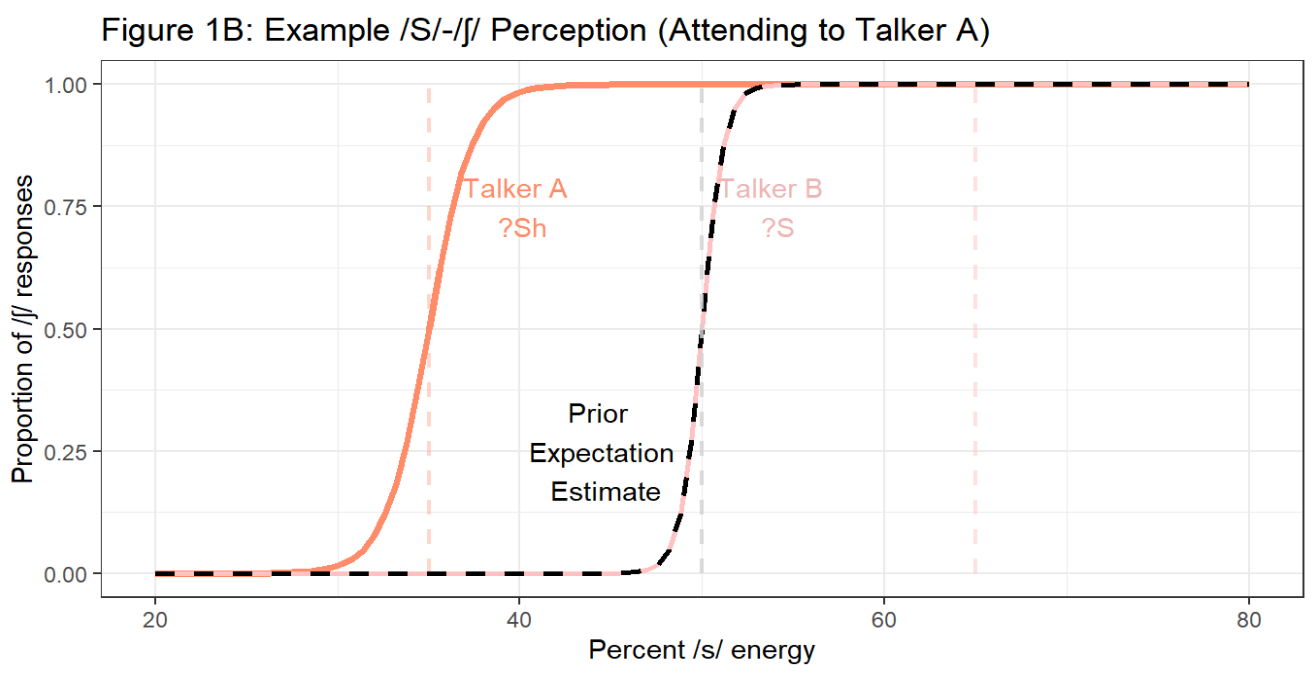 Figure 1B: Example /S/-/ʃ/ Perception (Attending to Talker A)
Proportion of /ʃ/ responses
1.00
0.75
0.50
0.25
0.00
Talker A
?Sh
Talker B
?S
Prior
Expectation
Estimate
20
40
60
80
Percent /s/ energy